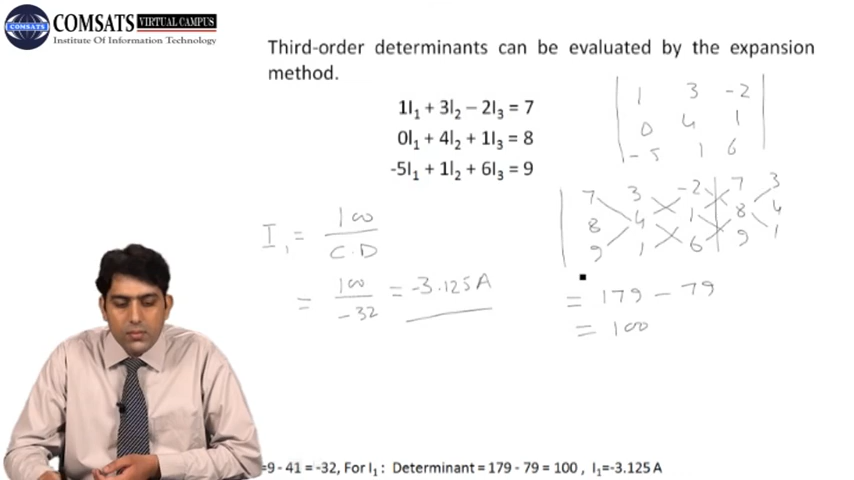 COMSATS VIRTUAL CAMPUS
Institute Of Information Technology
COMSATS
Third-order determinants can be evaluated by the expansion
method.
1I₁ + 3I₂ – 2I₃ = 7
0I₁ + 4I₂ + 1I₃ = 8
-5I₁ + 1I₂ + 6I₃ = 9
1 3 -2
0 4 1
-5 1 6
7 3 -2 7 3
8 4 1 8 4
9 1 6 9 1
= 179 - 79
= 100
I₁ = 100 / C.D
= 100 / -32 = -3.125A
=9 - 41 = -32, For I₁ : Determinant = 179 - 79 = 100 , I₁=-3.125 A